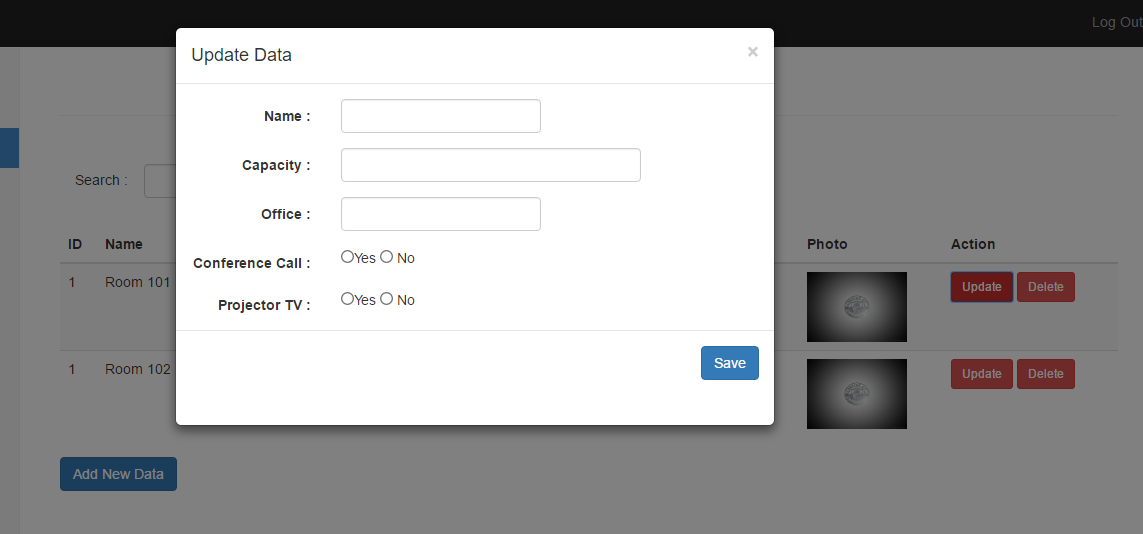 Log Out
Update Data ×
Name :
Capacity :
Office :
Conference Call : Yes No
Projector TV : Yes No
Save
Search :
ID Name Photo Action
1 Room 101 Update Delete
1 Room 102 Update Delete
Add New Data